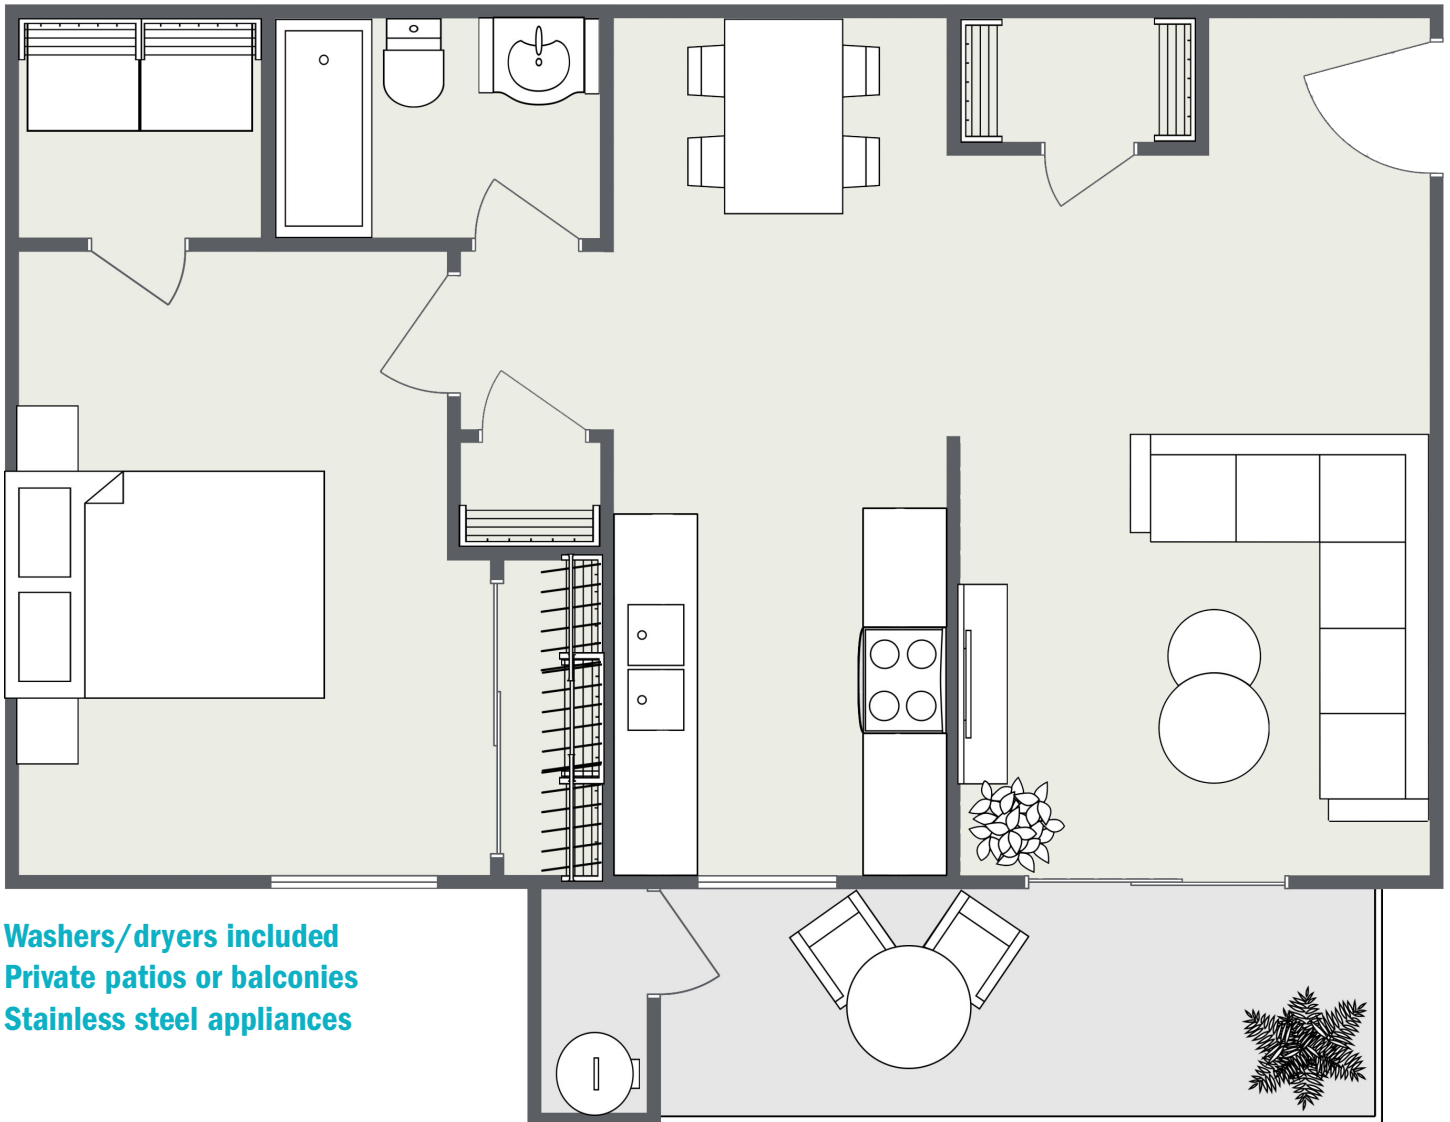 Washers/dryers included
Private patios or balconies
Stainless steel appliances